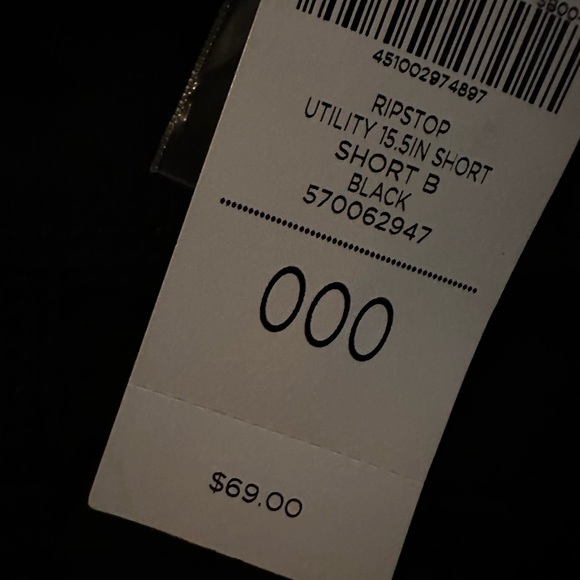 451002974897
RIPSTOP
UTILITY 15.5IN SHORT
SHORT B
BLACK
570062947
000
$69.00